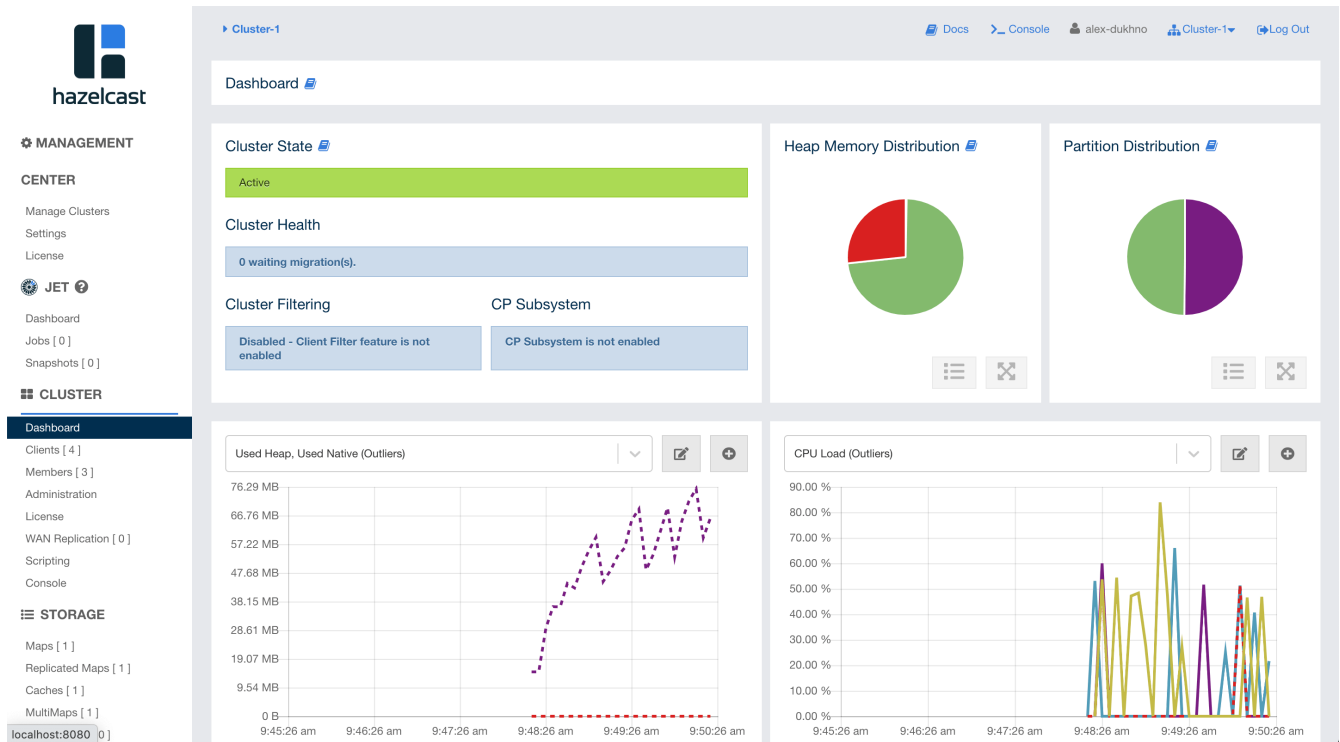 hazelcast
MANAGEMENT
CENTER
Manage Clusters
Settings
License
JET ?
Dashboard
Jobs [ 0 ]
Snapshots [ 0 ]
CLUSTER
Dashboard
Clients [ 4 ]
Members [ 3 ]
Administration
License
WAN Replication [ 0 ]
Scripting
Console
STORAGE
Maps [ 1 ]
Replicated Maps [ 1 ]
Caches [ 1 ]
MultiMaps [ 1 ]
localhost:8080 0 ]
Cluster-1
Docs
>_ Console
alex-dukhno
Cluster-1
Log Out
Dashboard
Cluster State
Active
Cluster Health
0 waiting migration(s).
Cluster Filtering
Disabled - Client Filter feature is not
enabled
CP Subsystem
CP Subsystem is not enabled
Heap Memory Distribution
Partition Distribution
Used Heap, Used Native (Outliers)
76.29 MB
66.76 MB
57.22 MB
47.68 MB
38.15 MB
28.61 MB
19.07 MB
9.54 MB
0 B
9:45:26 am 9:46:26 am 9:47:26 am 9:48:26 am 9:49:26 am 9:50:26 am
CPU Load (Outliers)
90.00 %
80.00 %
70.00 %
60.00 %
50.00 %
40.00 %
30.00 %
20.00 %
10.00 %
0.00 %
9:45:26 am 9:46:26 am 9:47:26 am 9:48:26 am 9:49:26 am 9:50:26 am